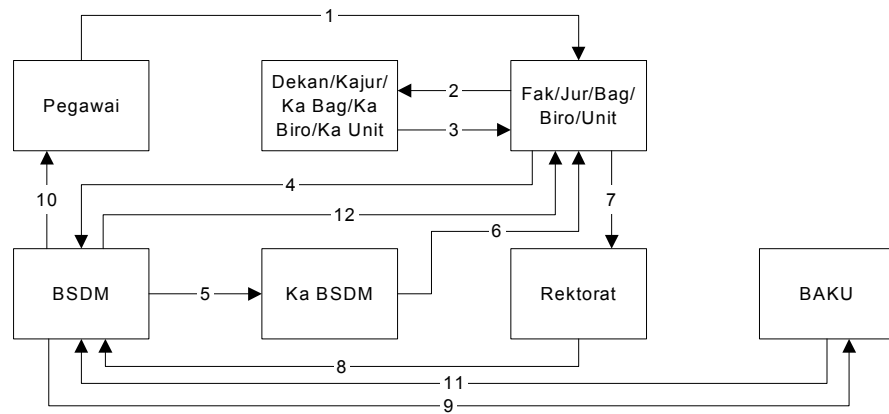 1
Pegawai
Dekan/Kajur/
Ka Bag/Ka
Biro/Ka Unit
2
3
Fak/Jur/Bag/
Biro/Unit
4
10
12
7
6
BSDM
5
Ka BSDM
Rektorat
BAKU
8
11
9